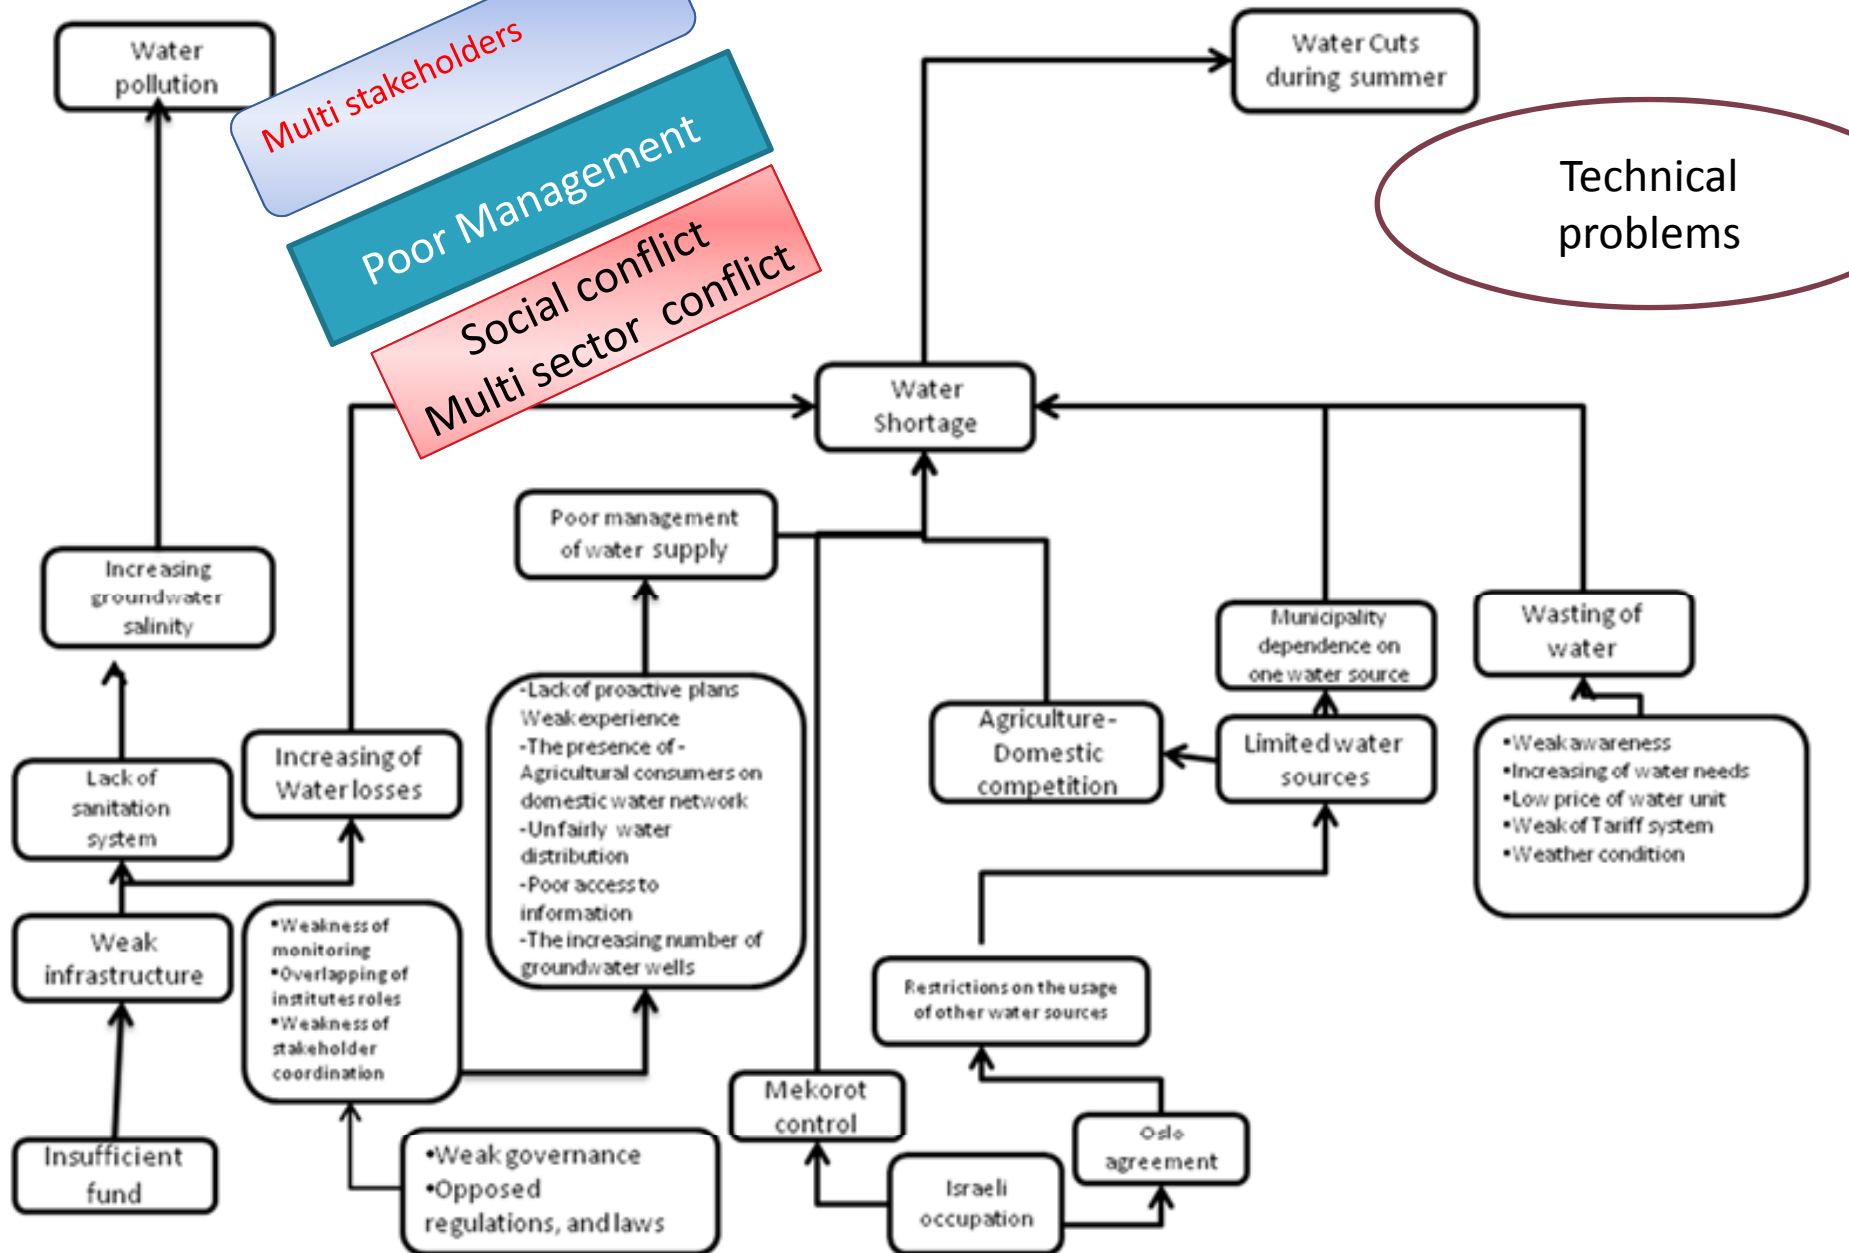 Water
pollution
Multi stakeholders
Poor Management
Social conflict
Multi sector conflict
Water Cuts
during summer
Technical
problems
Water
Shortage
Poor management
of water supply
Increasing
groundwater
salinity
Municipality
dependence on
one water source
Wasting of
water
-Lack of proactive plans
Weak experience
-The presence of -
Agricultural consumers on
domestic water network
-Unfairly water
distribution
-Poor access to
information
-The increasing number of
groundwater wells
Agriculture-
Domestic
competition
Limited water
sources
•Weak awareness
•Increasing of water needs
•Low price of water unit
•Weak of Tariff system
•Weather condition
Lack of
sanitation
system
Increasing of
Water losses
Weak
infrastructure
•Weakness of
monitoring
•Overlapping of
institutes roles
•Weakness of
stakeholder
coordination
Restrictions on the usage
of other water sources
Mekorot
control
Oslo
agreement
Insufficient
fund
•Weak governance
•Opposed
regulations, and laws
Israeli
occupation